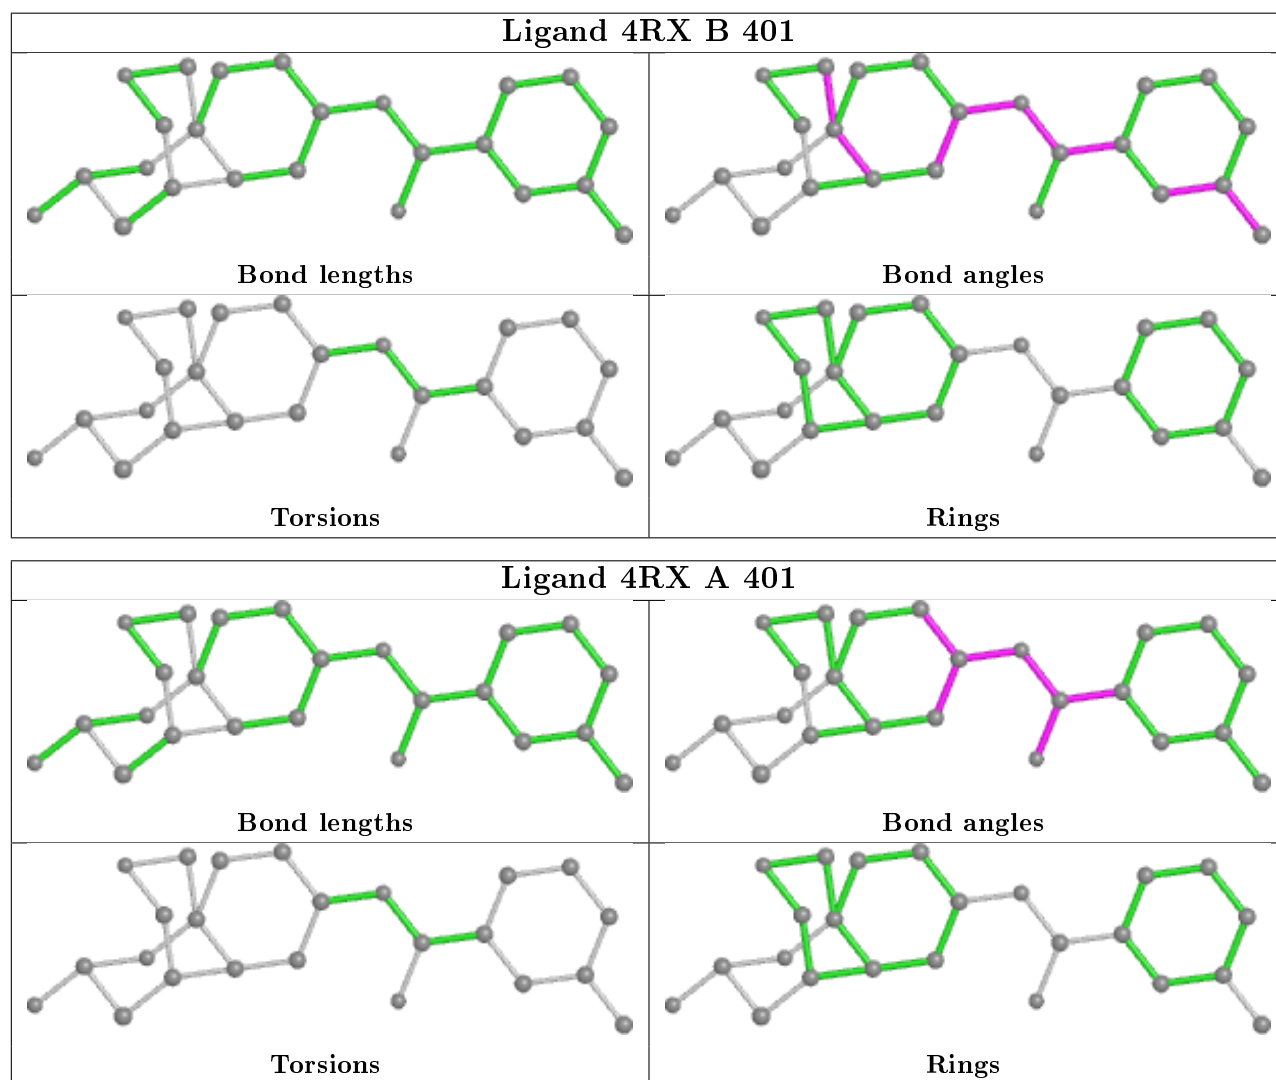 Ligand 4RX B 401
Bond lengths
Bond angles
Torsions
Rings
Ligand 4RX A 401
Bond lengths
Bond angles
Torsions
Rings